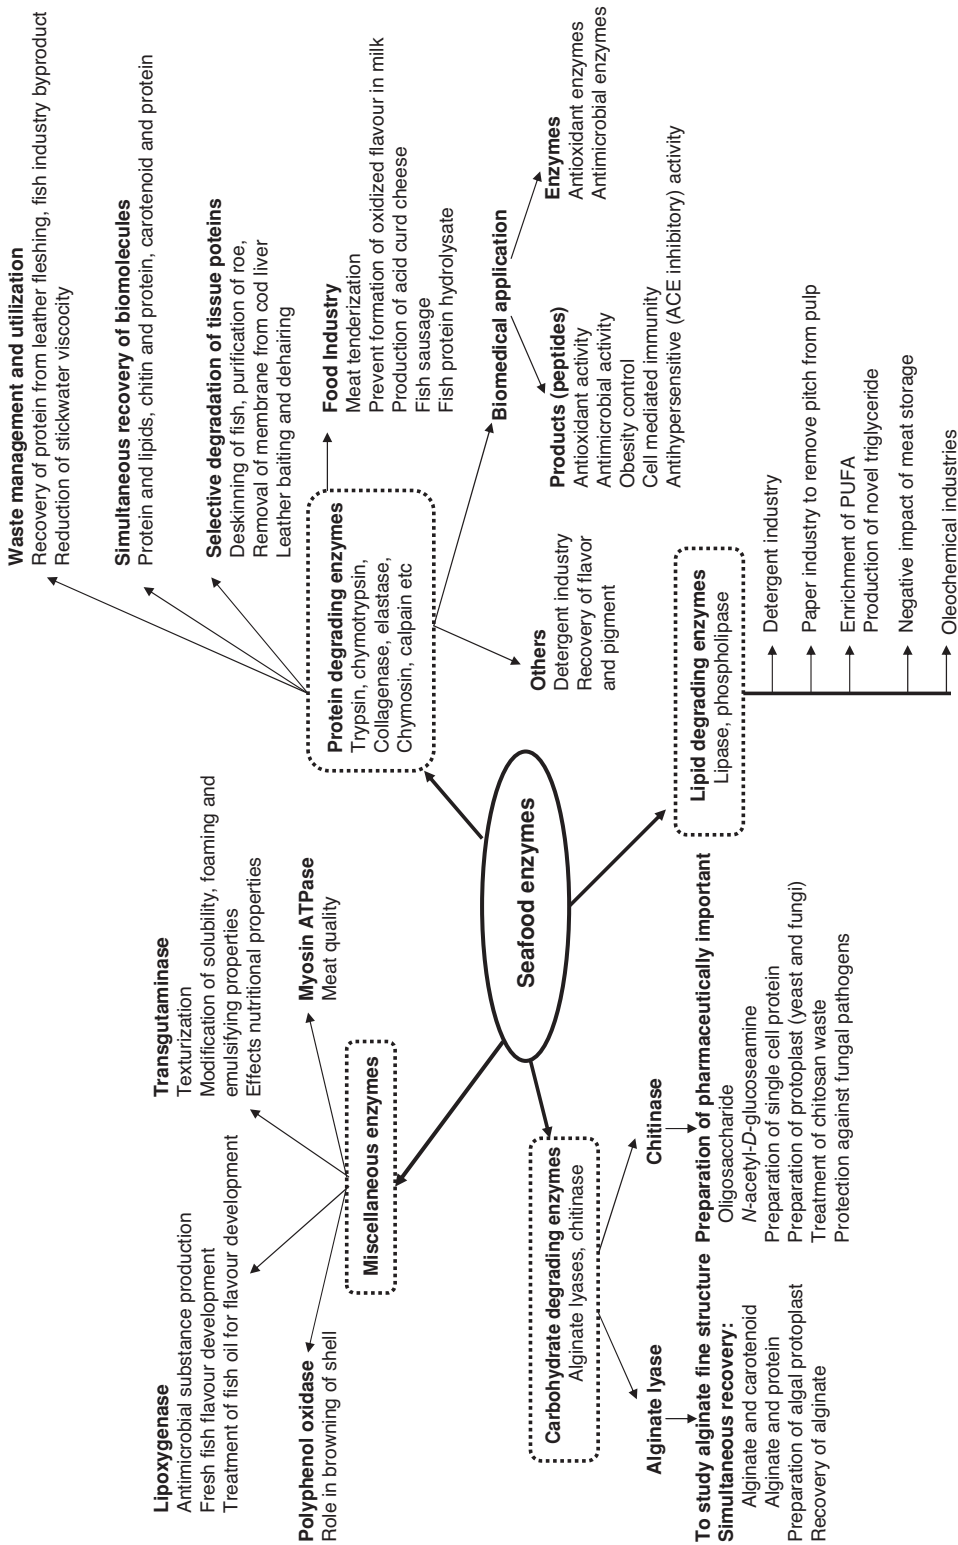 Lipoxygenase
Antimicrobial substance production
Fresh fish flavour development
Treatment of fish oil for flavour development
Transgutaminase
Texturization
Modification of solubility, foaming and
emulsifying properties
Effects nutritional properties
Polyphenol oxidase
Role in browning of shell
Myosin ATPase
Meat quality
Miscellaneous enzymes
Waste management and utilization
Recovery of protein from leather fleshing, fish industry byproduct
Reduction of stickwater viscocity
Simultaneous recovery of biomolecules
Protein and lipids, chitin and protein, carotenoid and protein
Selective degradation of tissue poteins
Deskinning of fish, purification of roe,
Removal of membrane from cod liver
Leather baiting and dehairing
Protein degrading enzymes
Trypsin, chymotrypsin,
Collagenase, elastase,
Chymosin, calpain etc
Food Industry
Meat tenderization
Prevent formation of oxidized flavour in milk
Production of acid curd cheese
Fish sausage
Fish protein hydrolysate
Biomedical application
Others
Detergent industry
Recovery of flavor
and pigment
Products (peptides)
Antioxidant activity
Antimicrobial activity
Obesity control
Cell mediated immunity
Antihypersensitive (ACE inhibitory) activity
Enzymes
Antioxidant enzymes
Antimicrobial enzymes
Seafood enzymes
Carbohydrate degrading enzymes
Alginate lyases, chitinase
Alginate lyase
To study alginate fine structure
Simultaneous recovery:
Alginate and carotenoid
Alginate and protein
Preparation of algal protoplast
Recovery of alginate
Chitinase
Preparation of pharmaceutically important
Oligosaccharide
N-acetyl-D-glucoseamine
Preparation of single cell protein
Preparation of protoplast (yeast and fungi)
Treatment of chitosan waste
Protection against fungal pathogens
Lipid degrading enzymes
Lipase, phospholipase
Detergent industry
Paper industry to remove pitch from pulp
Enrichment of PUFA
Production of novel triglyceride
Negative impact of meat storage
Oleochemical industries